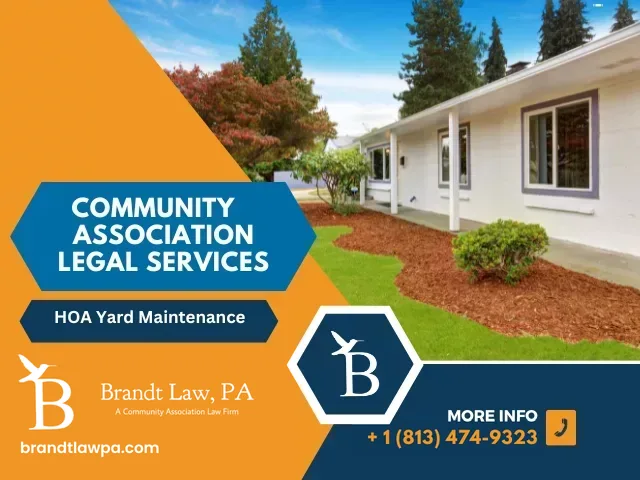 COMMUNITY
ASSOCIATION
LEGAL SERVICES
HOA Yard Maintenance
B
Brandt Law, PA
A Community Association Law Firm
brandtlawpa.com
B
MORE INFO
+ 1 (813) 474-9323